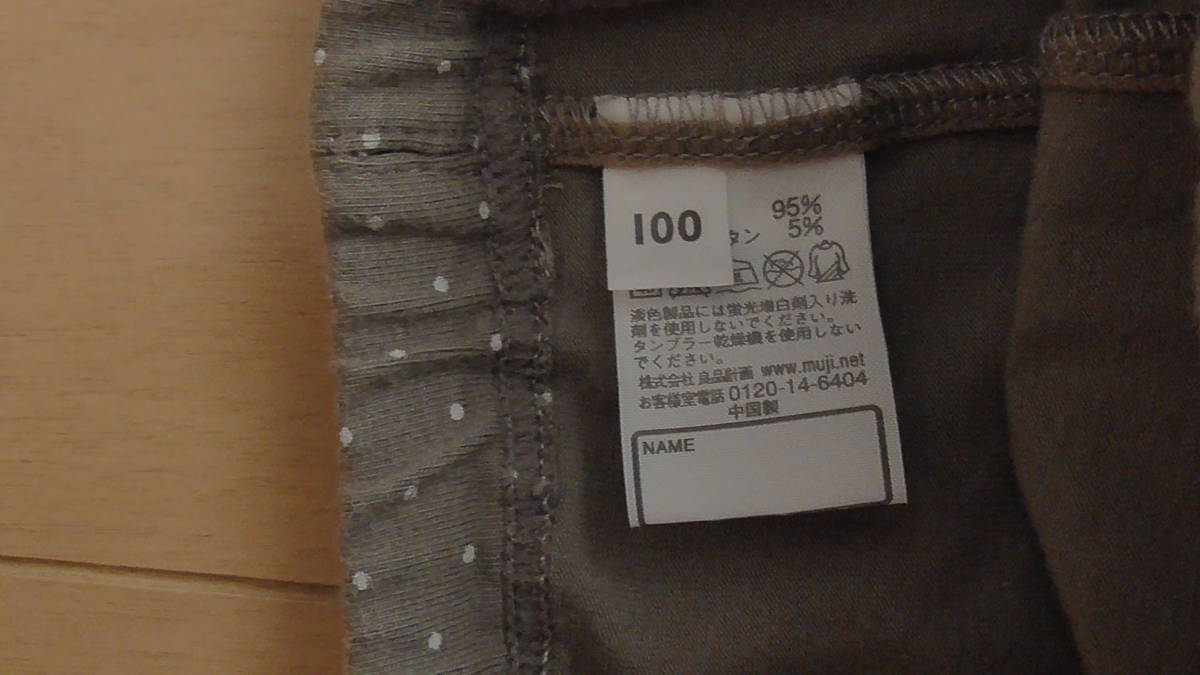 100
95%
タン 5%
淡色製品には蛍光増白剤入り洗
剤を使用しないでください。
タンブラー乾燥機を使用しない
でください。
株式会社 良品計画 www.muji.net
お客様室電話 0120-14-6404
中国製
NAME